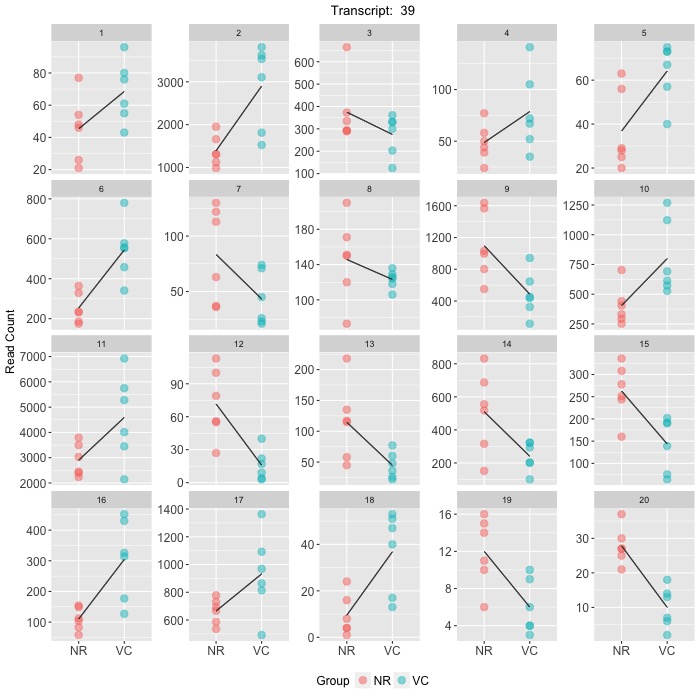 Transcript: 39
1 2 3 4 5
80 60 40 20
3000 2000 1000
600 500 400 300 200 100
100 50
60 40 20
6 7 8 9 10
800 600 400 200
100 50
180 140 100
1600 1200 800 400
1250 1000 750 500 250
Read Count
11 12 13 14 15
7000 6000 5000 4000 3000 2000
90 60 30 0
200 150 100 50
800 600 400 200
300 250 200 150 100
16 17 18 19 20
400 300 200 100
1400 1200 1000 800 600
40 20 0
16 12 8 4
30 20 10
NR VC NR VC NR VC NR VC NR VC
Group NR VC